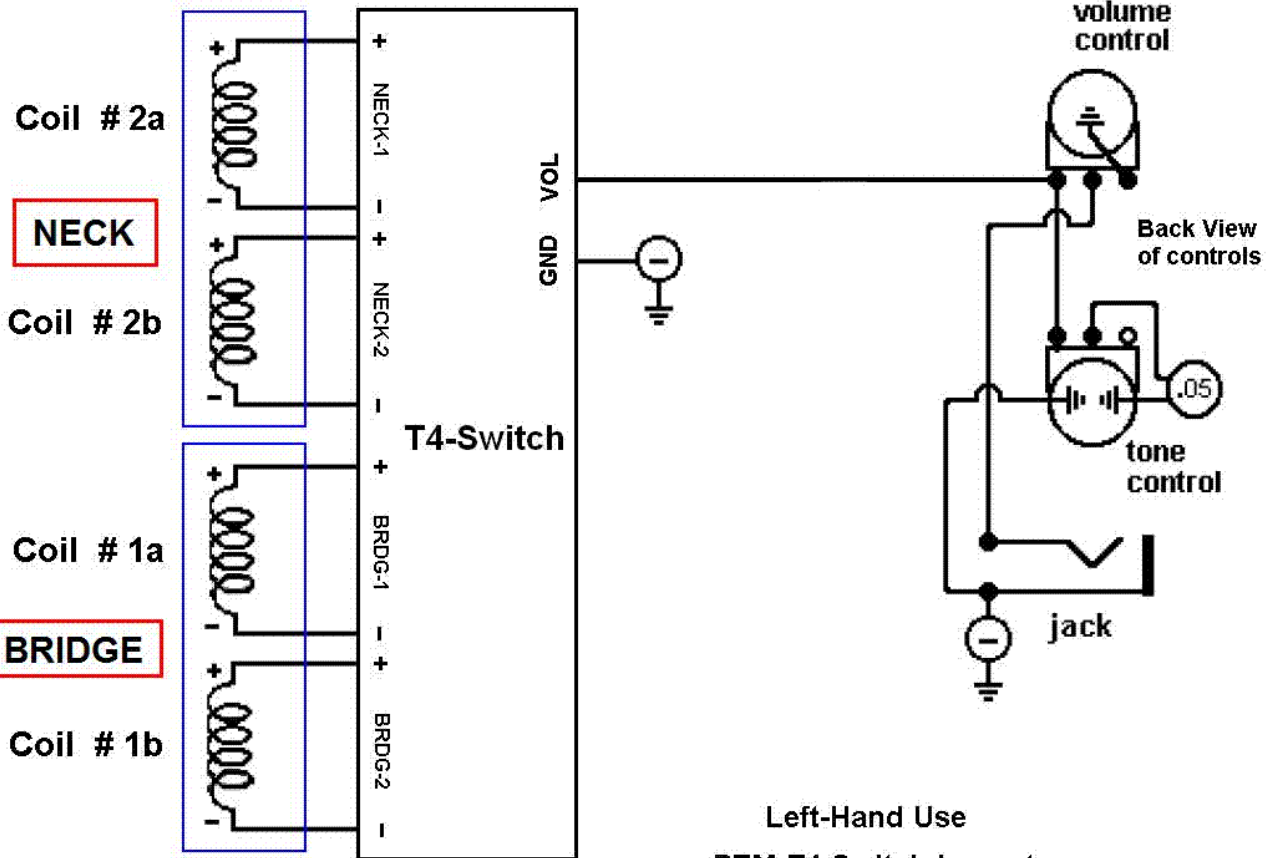 volume
control
+
+
Coil # 2a
NECK-1
VOL
-
-
NECK
+
+
Back View
of controls
GND
-
Coil # 2b
NECK-2
.05
-
-
T4-Switch
tone
control
+
+
Coil # 1a
BRDG-1
-
-
jack
-
BRIDGE
+
+
Coil # 1b
BRDG-2
-
-
Left-Hand Use